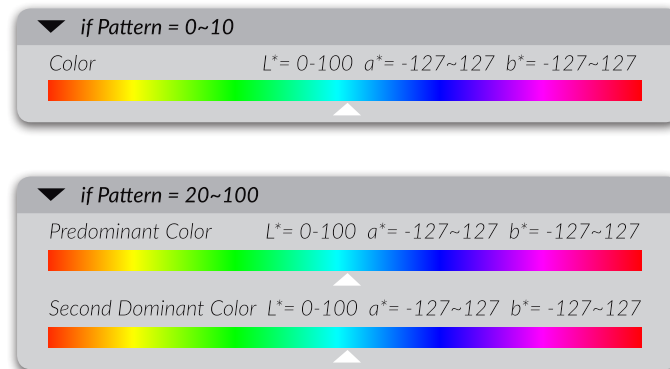 if Pattern = 0~10
Color L*= 0-100 a*= -127~127 b*= -127~127
if Pattern = 20~100
Predominant Color L*= 0-100 a*= -127~127 b*= -127~127
Second Dominant Color L*= 0-100 a*= -127~127 b*= -127~127